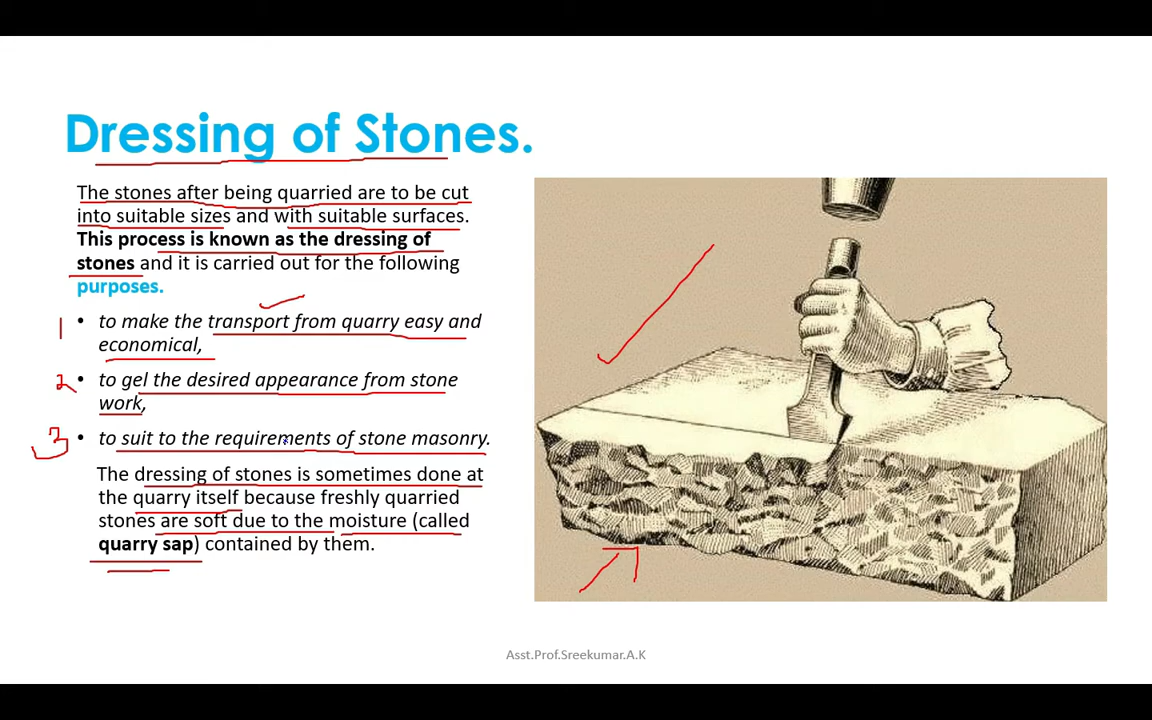 Dressing of Stones.
The stones after being quarried are to be cut
into suitable sizes and with suitable surfaces.
This process is known as the dressing of
stones and it is carried out for the following
purposes.
1 • to make the transport from quarry easy and
economical,
2 • to gel the desired appearance from stone
work,
3 • to suit to the requirements of stone masonry.
The dressing of stones is sometimes done at
the quarry itself because freshly quarried
stones are soft due to the moisture (called
quarry sap) contained by them.
Asst.Prof.Sreekumar.A.K